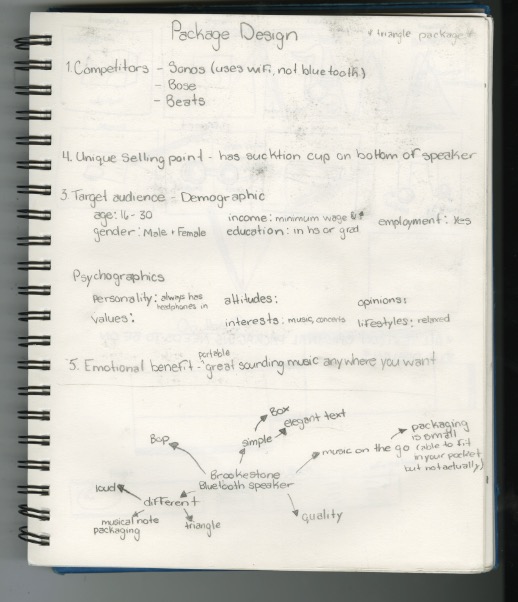 Package Design
* triangle package *
1. Competitors - Sonos (uses wifi, not bluetooth)
- Bose
- Beats
4. Unique Selling point - has sucktion cup on bottom of speaker
3. Target audience - Demographic
age: 16 - 30 income: minimum wage employment: yes
gender: Male + Female education: in hs or grad
Psychographics
Personality: always has headphones in attitudes: opinions:
values: interests: music, concerts lifestyles: relaxed
portable
5. Emotional benefit - great sounding music anywhere you want
Box
elegant text
simple
Bop
packaging
is small
music on the go (able to fit
in your pocket
but not actually)
Brookestone
Bluetooth speaker
loud
different
musical note
packaging
triangle
quality